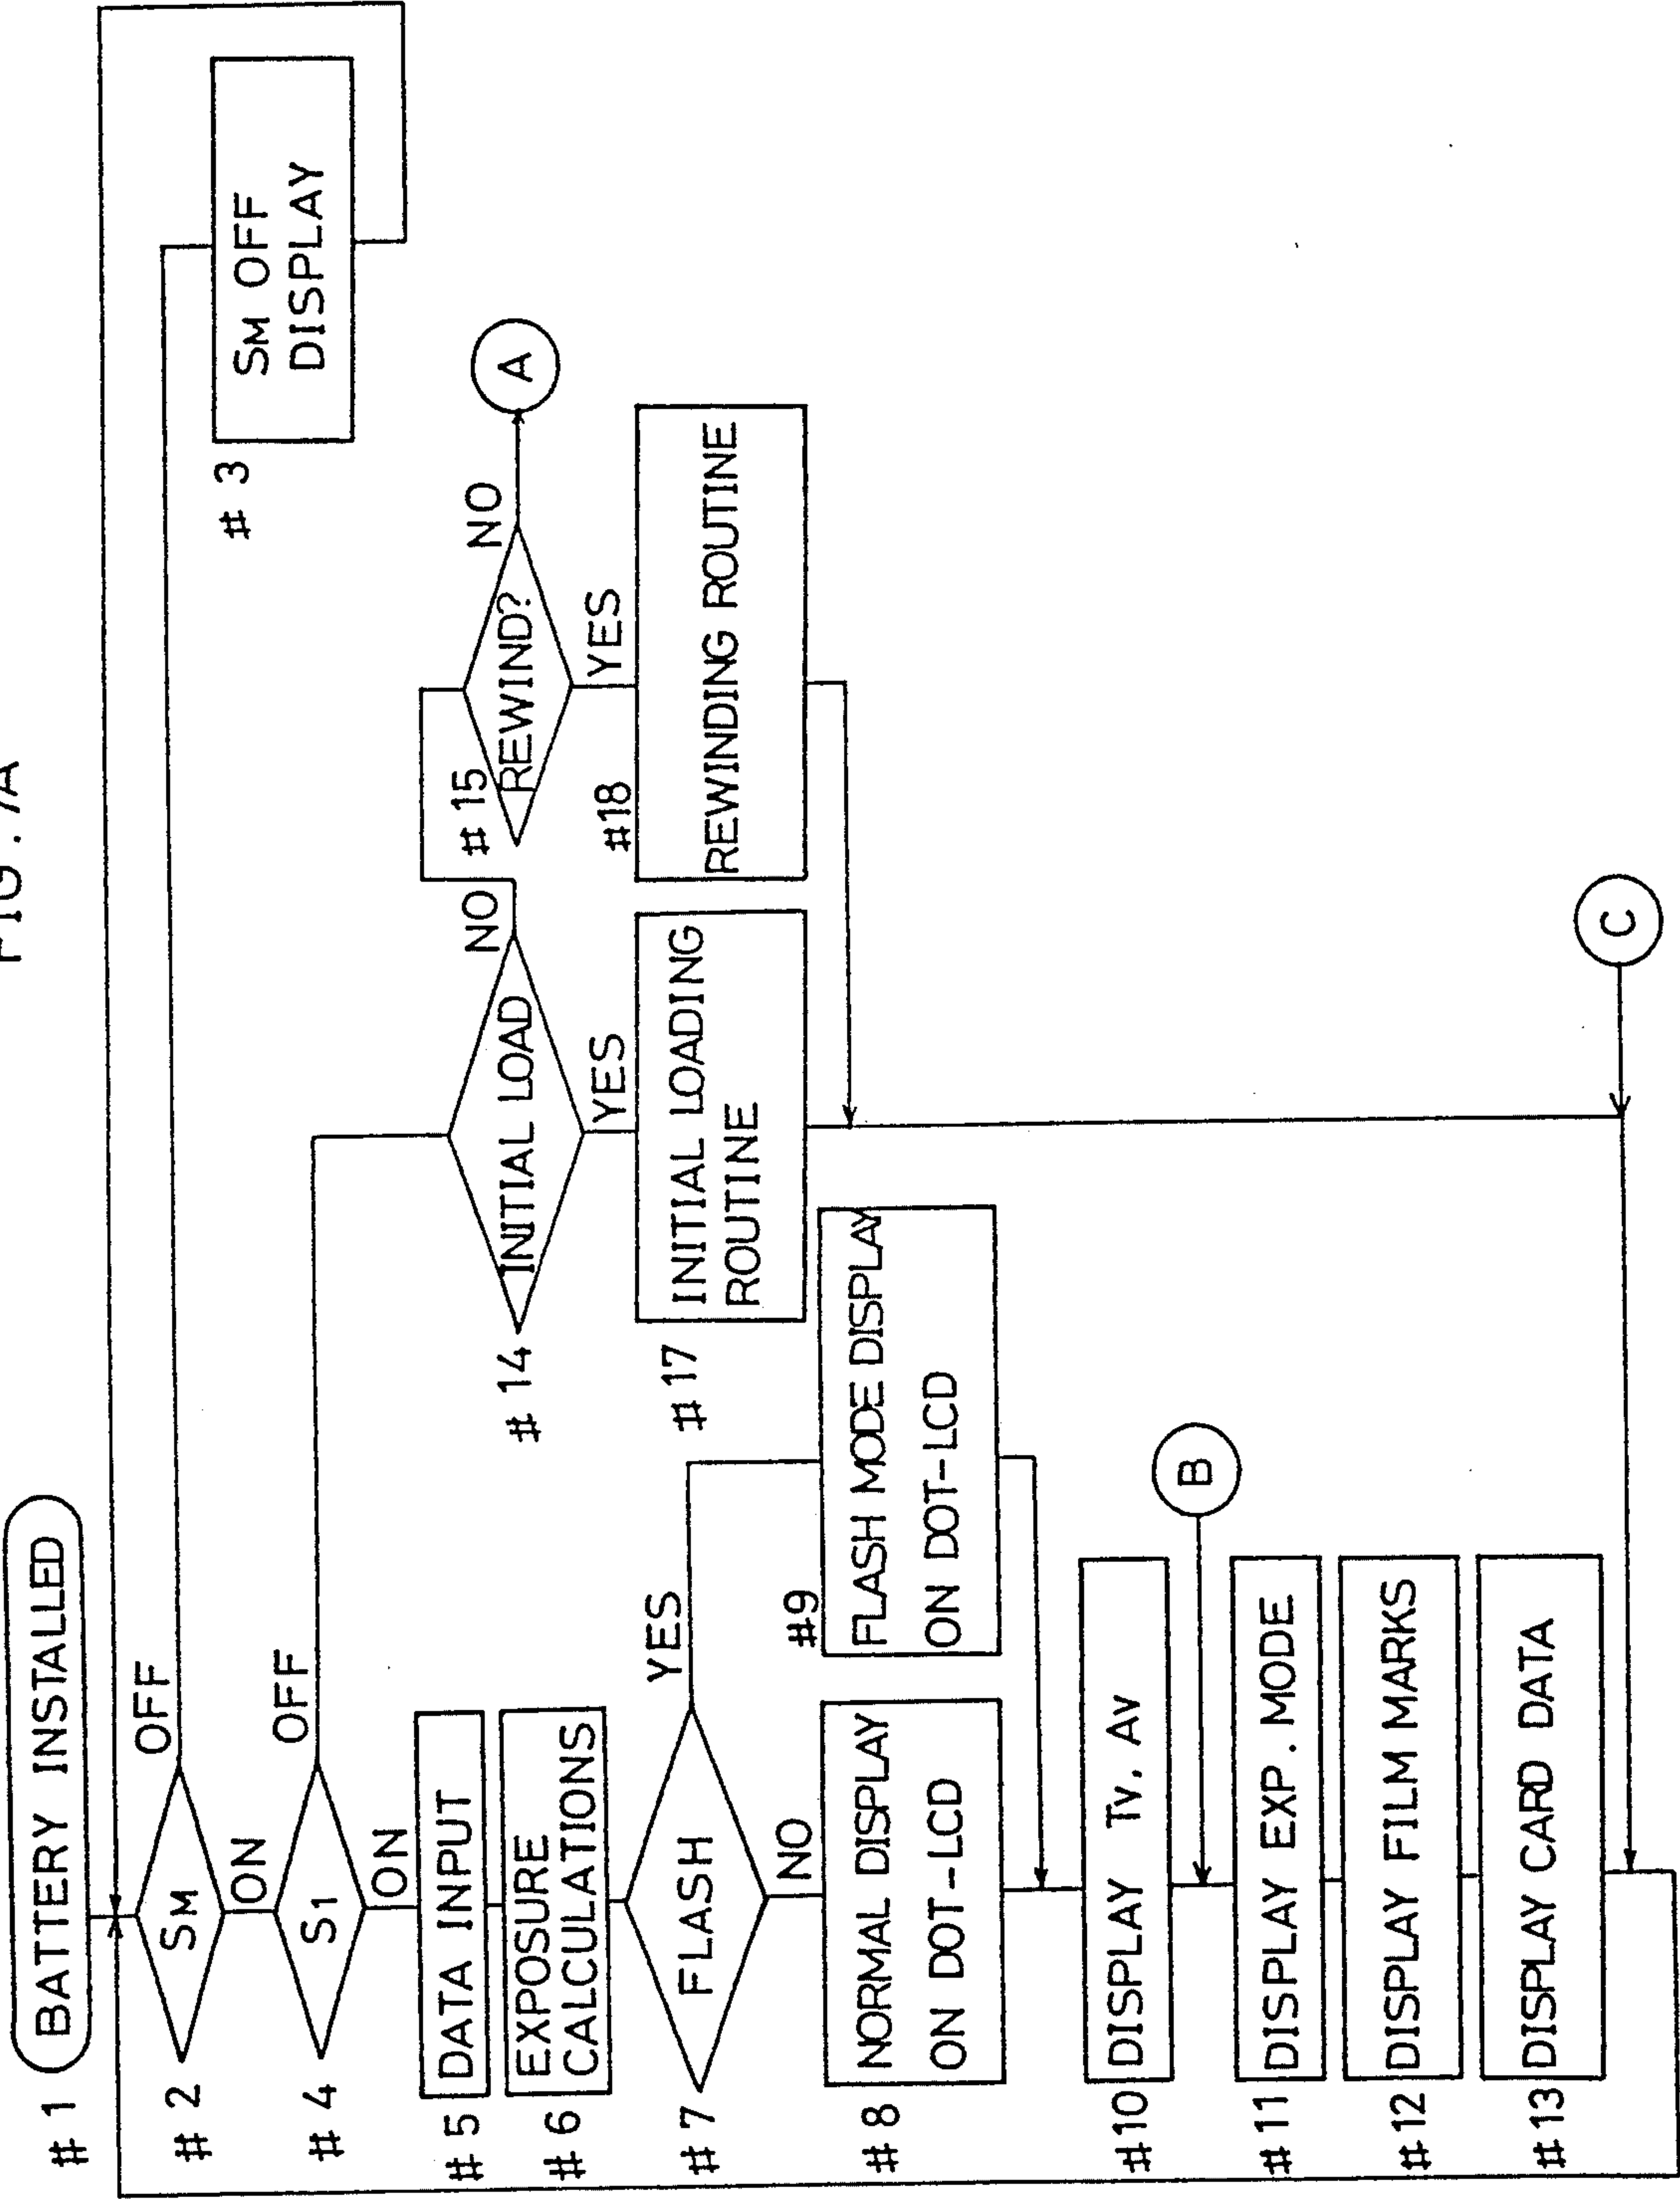 FIG. 7A
# 1
BATTERY INSTALLED
# 2
SM
OFF
ON
# 3
SM OFF
DISPLAY
# 4
S1
OFF
ON
# 5
DATA INPUT
# 6
EXPOSURE
CALCULATIONS
# 7
FLASH
YES
NO
# 8
NORMAL DISPLAY
ON DOT-LCD
#9
FLASH MODE DISPLAY
ON DOT-LCD
#10
DISPLAY Tv, Av
B
#11
DISPLAY EXP. MODE
#12
DISPLAY FILM MARKS
#13
DISPLAY CARD DATA
# 14
INITIAL LOAD
NO
YES
# 15
REWIND?
NO
A
YES
# 17
INITIAL LOADING
ROUTINE
#18
REWINDING ROUTINE
C